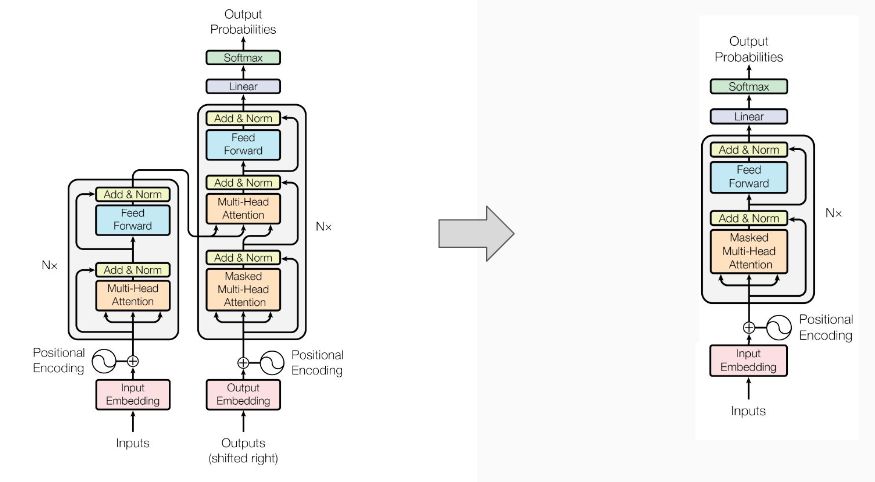 Output
Probabilities
Softmax
Linear
Add & Norm
Feed
Forward
Add & Norm
Multi-Head
Attention
Nx
Add & Norm
Masked
Multi-Head
Attention
Positional
Encoding
Output
Embedding
Outputs
(shifted right)
Add & Norm
Feed
Forward
Nx
Add & Norm
Multi-Head
Attention
Positional
Encoding
Input
Embedding
Inputs
Output
Probabilities
Softmax
Linear
Add & Norm
Feed
Forward
Nx
Add & Norm
Masked
Multi-Head
Attention
Positional
Encoding
Input
Embedding
Inputs